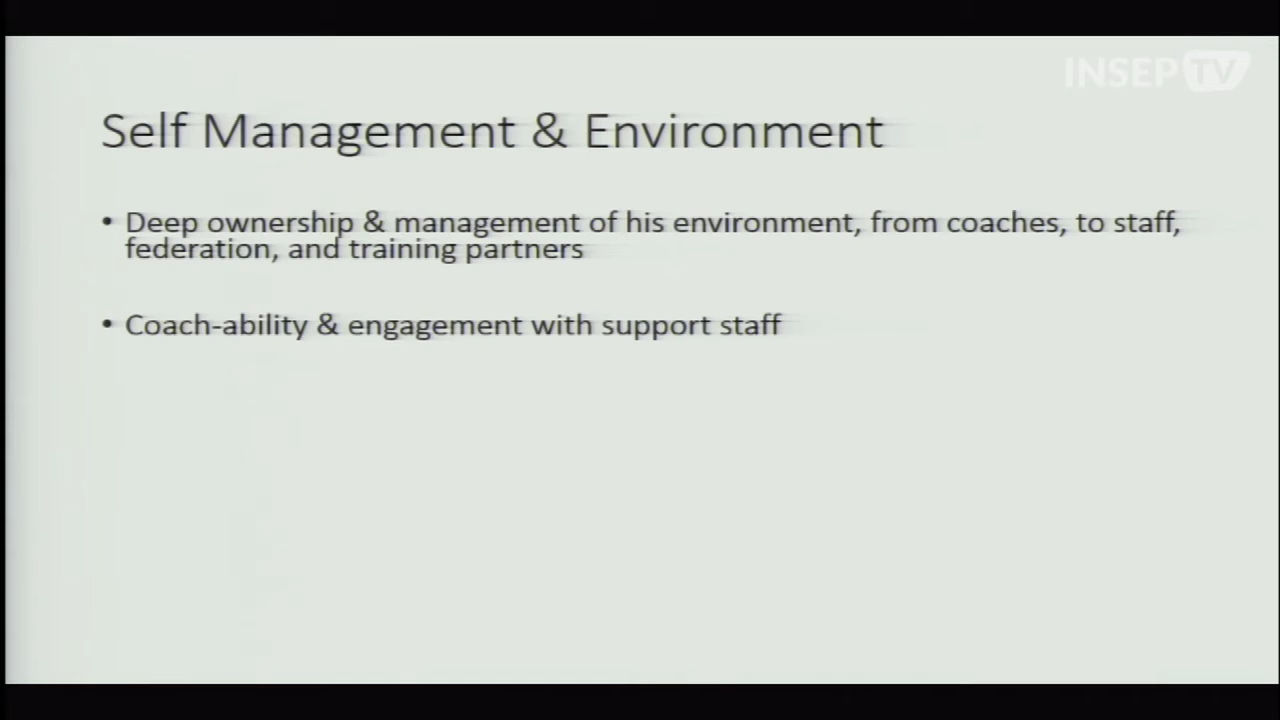 INSEP TV
Self Management & Environment
• Deep ownership & management of his environment, from coaches, to staff,
federation, and training partners
• Coach-ability & engagement with support staff